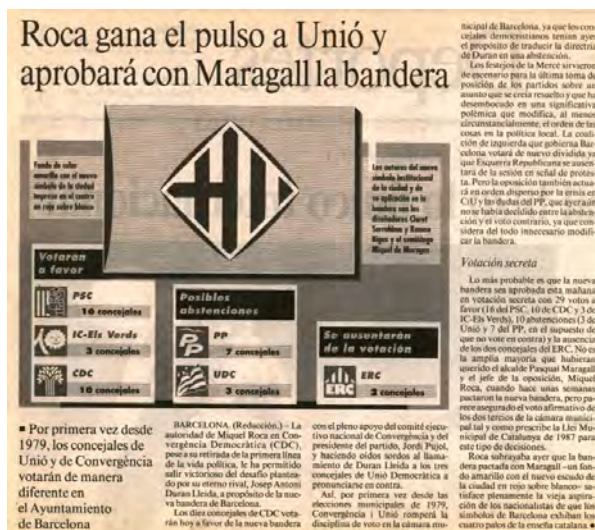 Roca gana el pulso a Unió y
aprobará con Maragall la bandera
Fondo de color
amarillo con el nuevo
símbolo de la ciudad
impreso en el centro
en rojo sobre blanco
Los autores del nuevo
símbolo institucional
de la ciudad y de
su aplicación en la
bandera son los
diseñadores Claret
Serrahima y Ramon
Bigas y el semiólogo
Miquel de Moragas
Votarán
a favor
PSC
16 concejales
IC-Els Verds
3 concejales
CDC
10 concejales
Posibles
abstenciones
PP
7 concejales
UDC
3 concejales
Se ausentarán
de la votación
ERC
ERC
2 concejales
■ Por primera vez desde
1979, los concejales de
Unió y de Convergència
votarán de manera
diferente en
el Ayuntamiento
de Barcelona
BARCELONA. (Redacción.) – La
autoridad de Miquel Roca en Con-
vergència Democràtica (CDC),
pese a su retirada de la primera línea
de la vida política, le ha permitido
salir victorioso del desafío plantea-
do por su eterno rival, Josep Antoni
Duran Lleida, a propósito de la nue-
va bandera de Barcelona.
Los diez concejales de CDC vota-
rán hoy a favor de la nueva bandera
con el pleno apoyo del comité ejecu-
tivo nacional de Convergència y del
presidente del partido, Jordi Pujol,
y haciendo oídos sordos al llama-
miento de Duran Lleida a los tres
concejales de Unió Democràtica a
pronunciarse en contra.
Así, por primera vez desde las
elecciones municipales de 1979,
Convergència i Unió romperá la
disciplina de voto en la cámara mu-
nicipal de Barcelona, ya que los con-
cejales democristianos tenían ayer
el propósito de traducir la directriz
de Duran en una abstención.
Los festejos de la Mercè sirvieron
de escenario para la última toma de
posición de los partidos sobre un
asunto que se creía resuelto y que ha
desembocado en una significativa
polémica que modifica, al menos
circunstancialmente, el orden de las
cosas en la política local. La coali-
ción de izquierda que gobierna Bar-
celona votará de nuevo dividida ya
que Esquerra Republicana se ausen-
tará de la sesión en señal de protes-
ta. Pero la oposición también actua-
rá en orden disperso por la crisis en
CiU y las dudas del PP, que ayer aún
no se había decidido entre la absten-
ción y el voto contrario, ya que con-
sidera del todo innecesario modifi-
car la bandera.
Votación secreta
Lo más probable es que la nueva
bandera sea aprobada esta mañana
en votación secreta con 29 votos a
favor (16 del PSC, 10 de CDC y 3 de
IC-Els Verds), 10 abstenciones (3 de
Unió y 7 del PP, en el supuesto de
que no vote en contra) y la ausencia
de los dos concejales del ERC. No es
la amplia mayoría que hubieran
querido el alcalde Pasqual Maragall
y el jefe de la oposición, Miquel
Roca, cuando hace unas semanas
pactaron la nueva bandera, pero pa-
rece asegurado el voto afirmativo de
los dos tercios de la cámara munici-
pal tal y como prescribe la Llei Mu-
nicipal de Catalunya de 1987 para
este tipo de decisiones.
Roca subrayaba ayer que la ban-
dera pactada con Maragall –un fon-
do amarillo con el nuevo escudo de
la ciudad en rojo sobre blanco– sa-
tisface plenamente la vieja aspira-
ción de los nacionalistas de que los
símbolos de Barcelona exhiban los
cuatro palos de la enseña catalana. ●